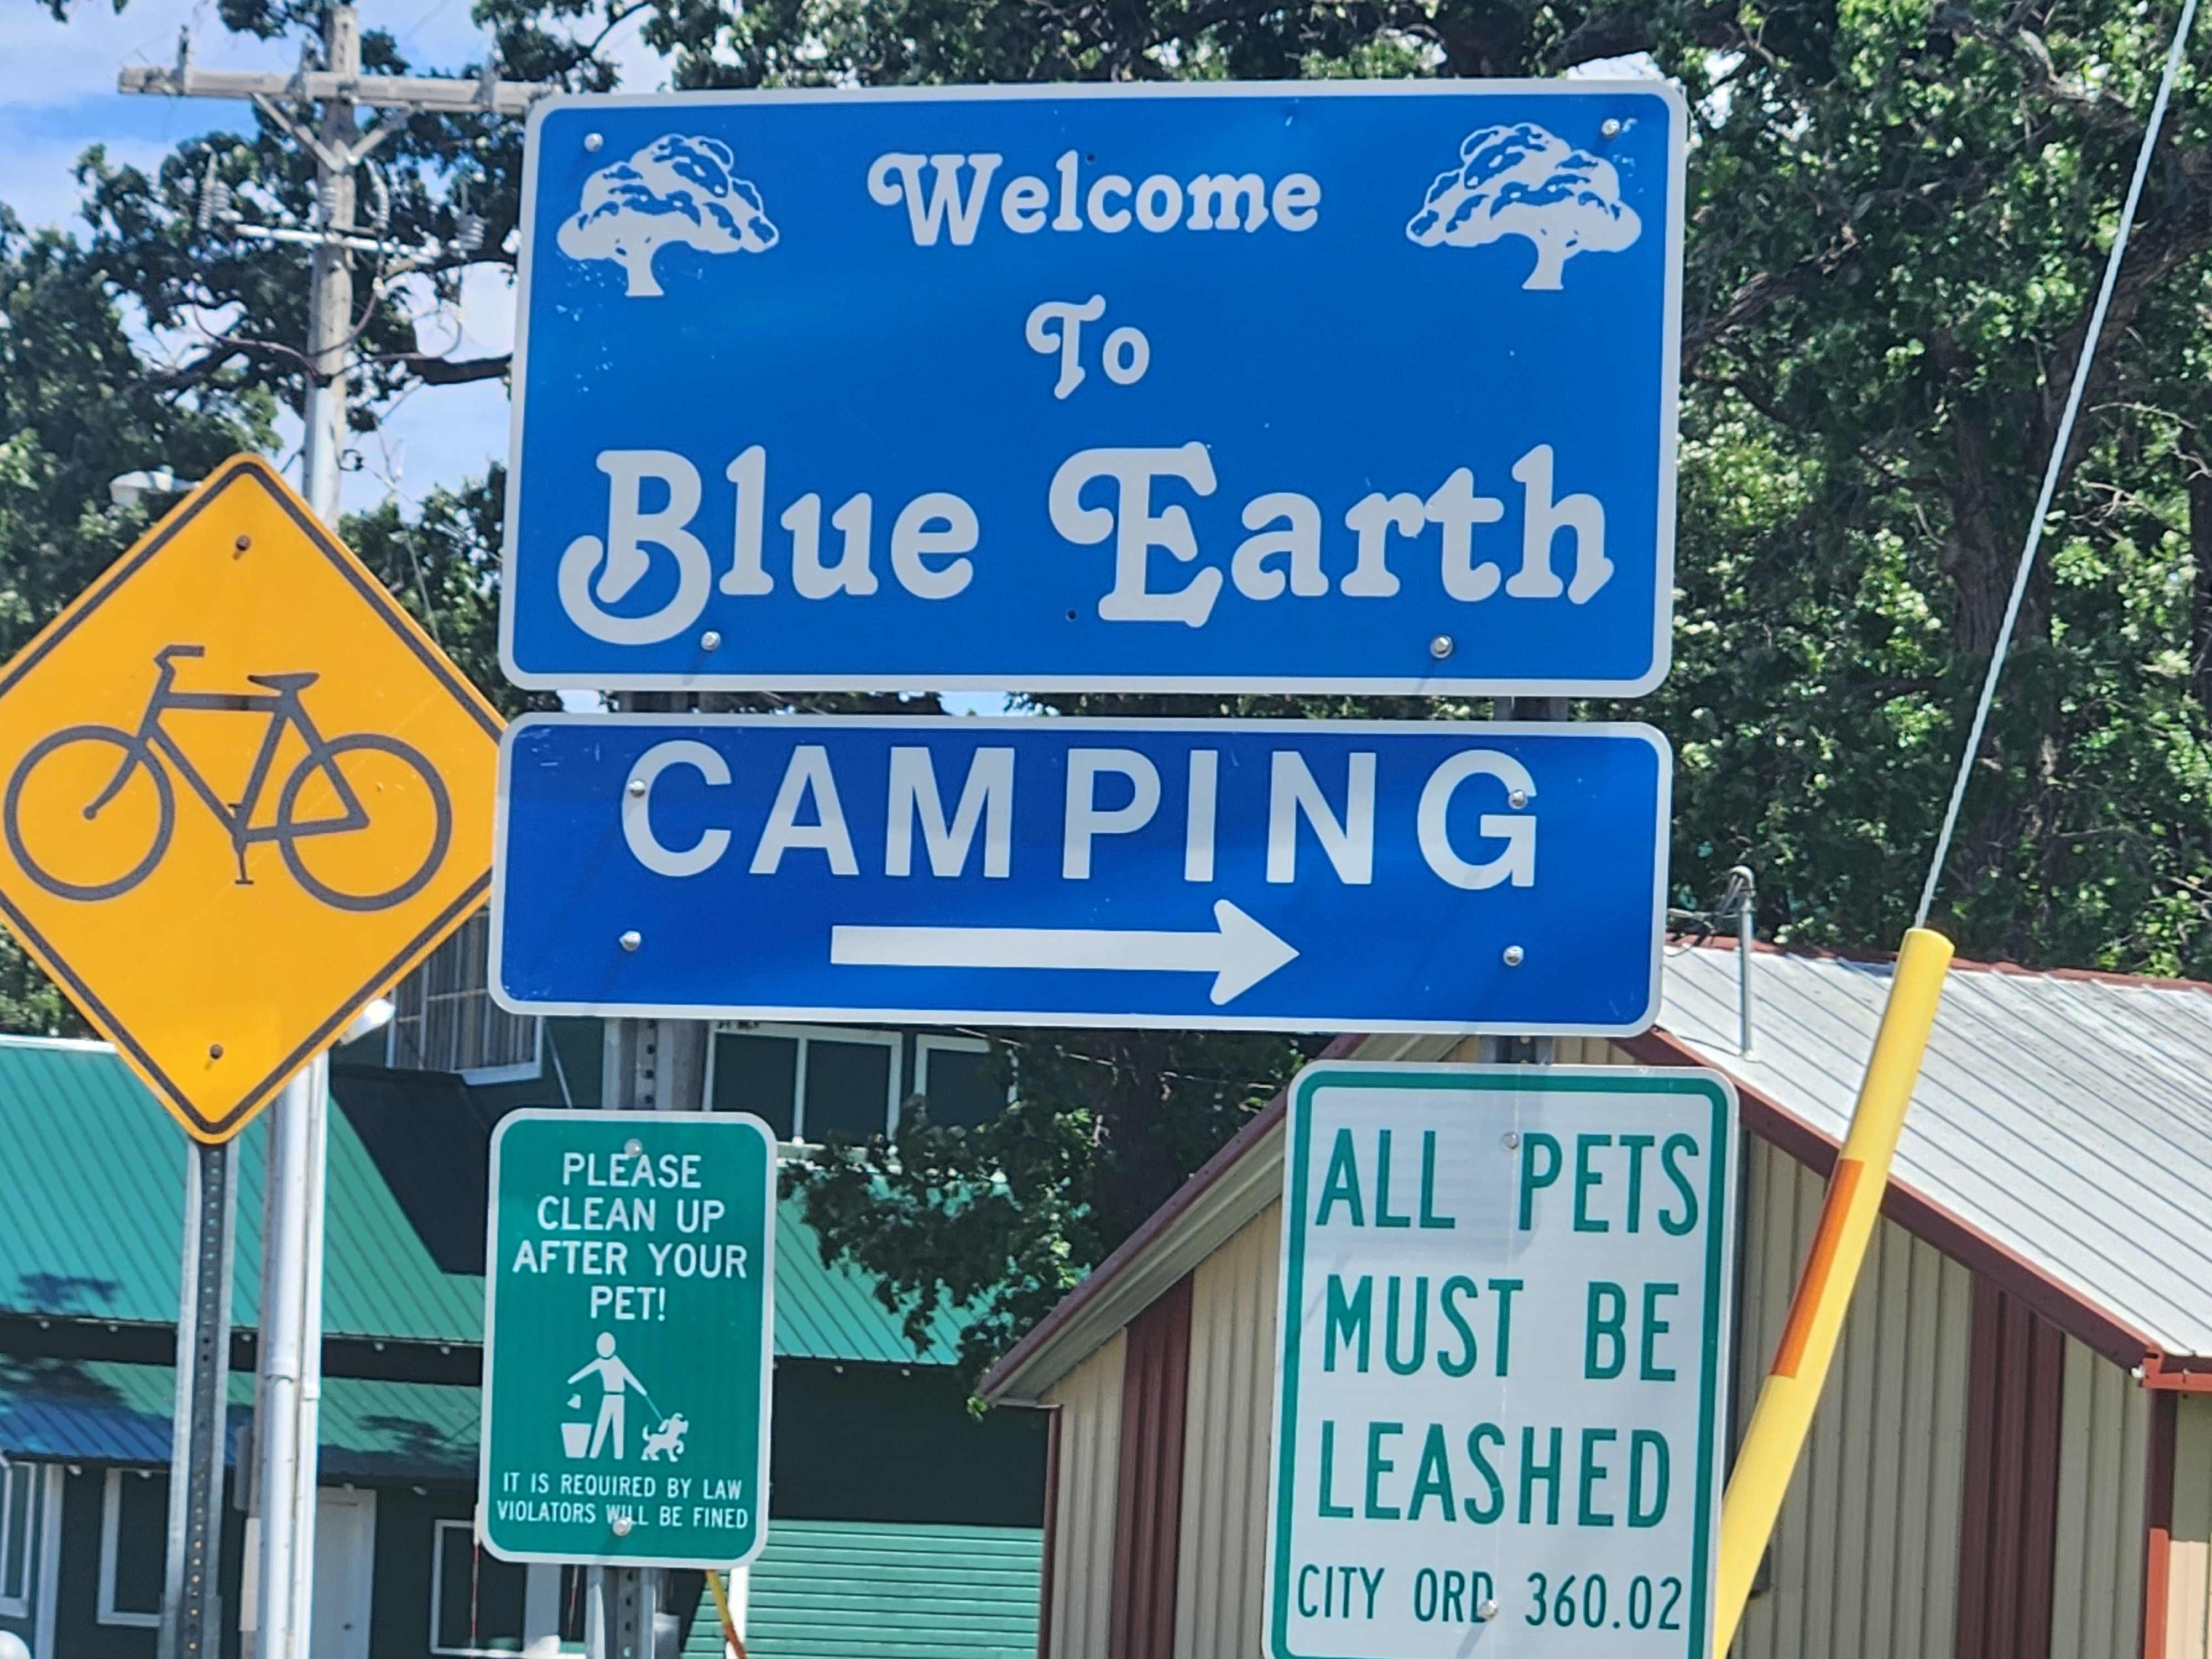 Welcome
To
Blue Earth
CAMPING
PLEASE
CLEAN UP
AFTER YOUR
PET!
IT IS REQUIRED BY LAW
VIOLATORS WILL BE FINED
ALL PETS
MUST BE
LEASHED
CITY ORD 360.02